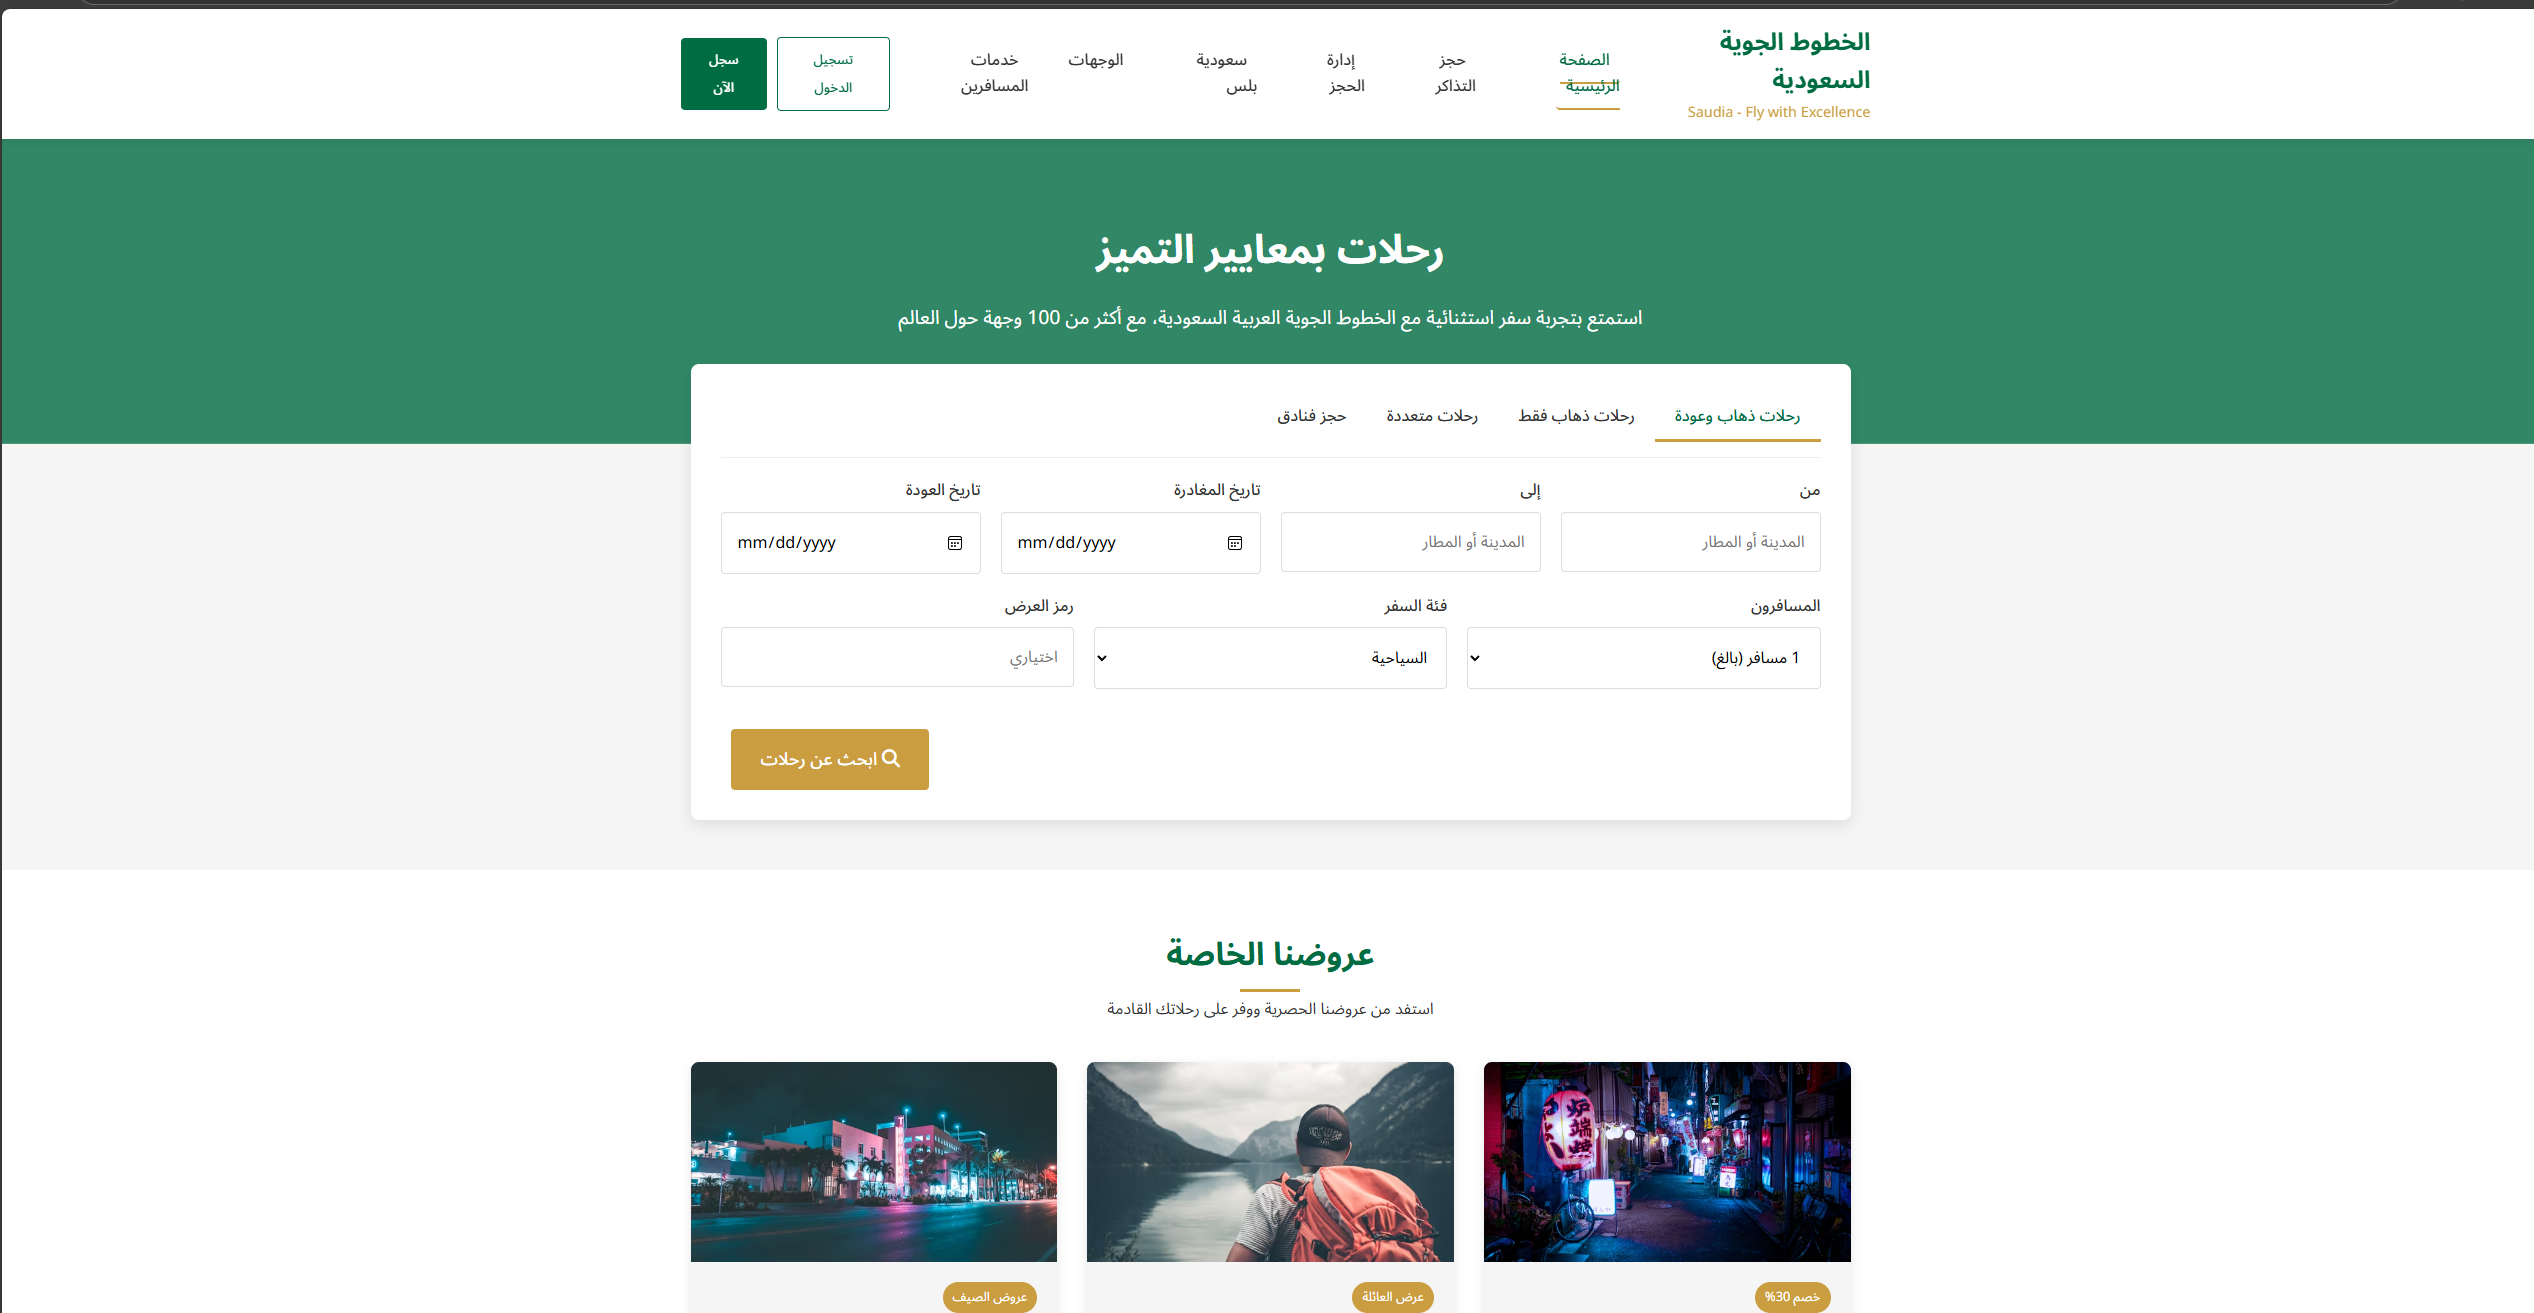 الخطوط الجوية
السعودية
Saudia - Fly with Excellence
الصفحة
الرئيسية
حجز
التذاكر
إدارة
الحجز
سعودية
بلس
الوجهات
خدمات
المسافرين
تسجيل
الدخول
سجل
الآن
رحلات بمعايير التميز
استمتع بتجربة سفر استثنائية مع الخطوط الجوية العربية السعودية، مع أكثر من 100 وجهة حول العالم
رحلات ذهاب وعودة
رحلات ذهاب فقط
رحلات متعددة
حجز فنادق
من
إلى
تاريخ المغادرة
تاريخ العودة
المدينة أو المطار
المدينة أو المطار
mm/dd/yyyy
mm/dd/yyyy
المسافرون
فئة السفر
رمز العرض
1 مسافر (بالغ)
السياحية
اختياري
ابحث عن رحلات
عروضنا الخاصة
استفد من عروضنا الحصرية ووفر على رحلاتك القادمة
خصم 30%
عرض العائلة
عروض الصيف